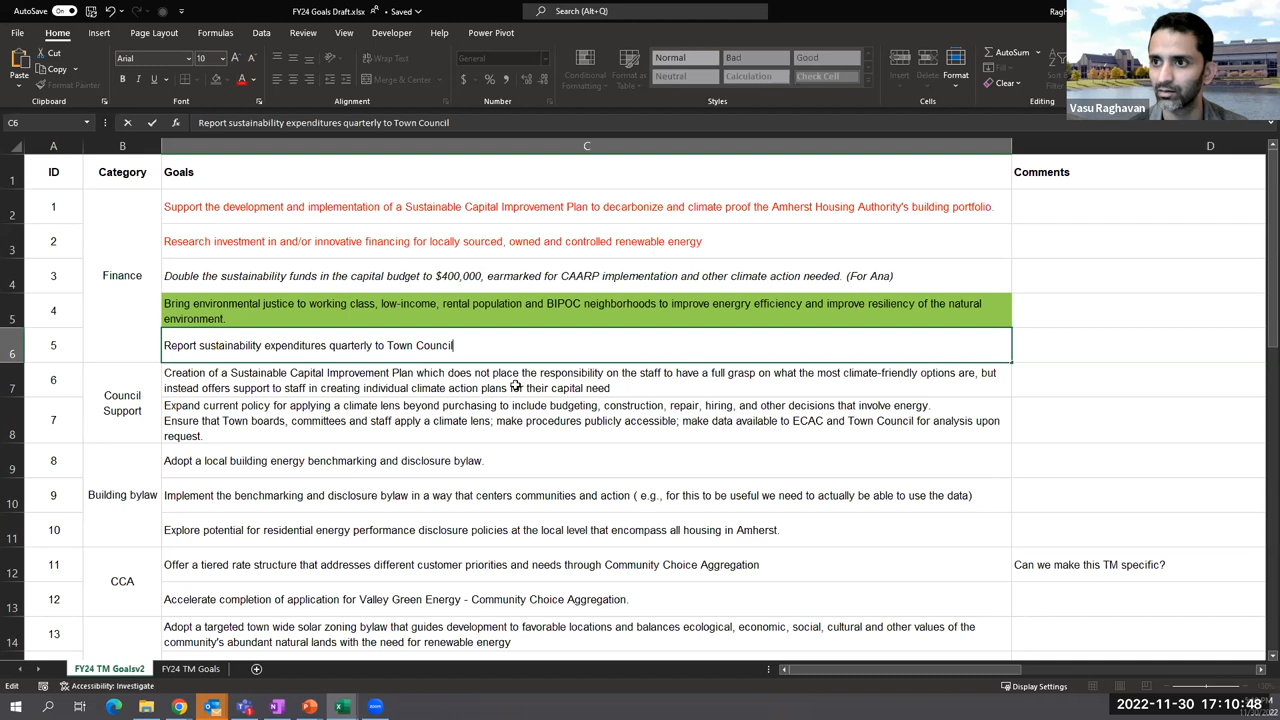 AutoSave On FY24 Goals Draft.xlsx Saved Search (Alt+Q)
File Home Insert Page Layout Formulas Data Review View Developer Help Power Pivot
Paste Cut Copy Format Painter Clipboard
Arial 10 B I U Font
Merge & Center Alignment
General $ % Number
Conditional Formatting Format as Table
Normal Bad Good
Neutral Calculation Check Cell
Styles
Insert Delete Format Cells
AutoSum Fill Clear Editing
Vasu Raghavan
C6 Report sustainability expenditures quarterly to Town Council
A B C D
1 ID Category Goals Comments
2 1 Support the development and implementation of a Sustainable Capital Improvement Plan to decarbonize and climate proof the Amherst Housing Authority's building portfolio.
3 2 Research investment in and/or innovative financing for locally sourced, owned and controlled renewable energy
Finance
4 3 Double the sustainability funds in the capital budget to $400,000, earmarked for CAARP implementation and other climate action needed. (For Ana)
5 4 Bring environmental justice to working class, low-income, rental population and BIPOC neighborhoods to improve energry efficiency and improve resiliency of the natural
environment.
6 5 Report sustainability expenditures quarterly to Town Council
7 6 Creation of a Sustainable Capital Improvement Plan which does not place the responsibility on the staff to have a full grasp on what the most climate-friendly options are, but
instead offers support to staff in creating individual climate action plans for their capital need
Council
Support
8 7 Expand current policy for applying a climate lens beyond purchasing to include budgeting, construction, repair, hiring, and other decisions that involve energy.
Ensure that Town boards, committees and staff apply a climate lens; make procedures publicly accessible; make data available to ECAC and Town Council for analysis upon
request.
9 8 Adopt a local building energy benchmarking and disclosure bylaw.
10 9 Building bylaw Implement the benchmarking and disclosure bylaw in a way that centers communities and action ( e.g., for this to be useful we need to actually be able to use the data)
11 10 Explore potential for residential energy performance disclosure policies at the local level that encompass all housing in Amherst.
12 11 Offer a tiered rate structure that addresses different customer priorities and needs through Community Choice Aggregation Can we make this TM specific?
CCA
13 12 Accelerate completion of application for Valley Green Energy - Community Choice Aggregation.
14 13 Adopt a targeted town wide solar zoning bylaw that guides development to favorable locations and balances ecological, economic, social, cultural and other values of the
community's abundant natural lands with the need for renewable energy
FY24 TM Goalsv2 FY24 TM Goals
Edit Accessibility: Investigate Display Settings
2022-11-30 17:10:48